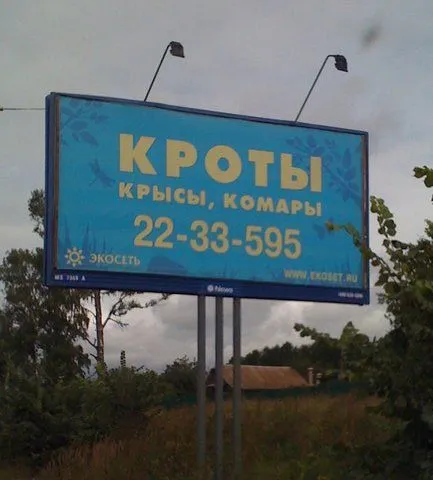 КРОТЫ
КРЫСЫ, КОМАРЫ
22-33-595
ЭКОСЕТЬ
WWW.EKOSET.RU